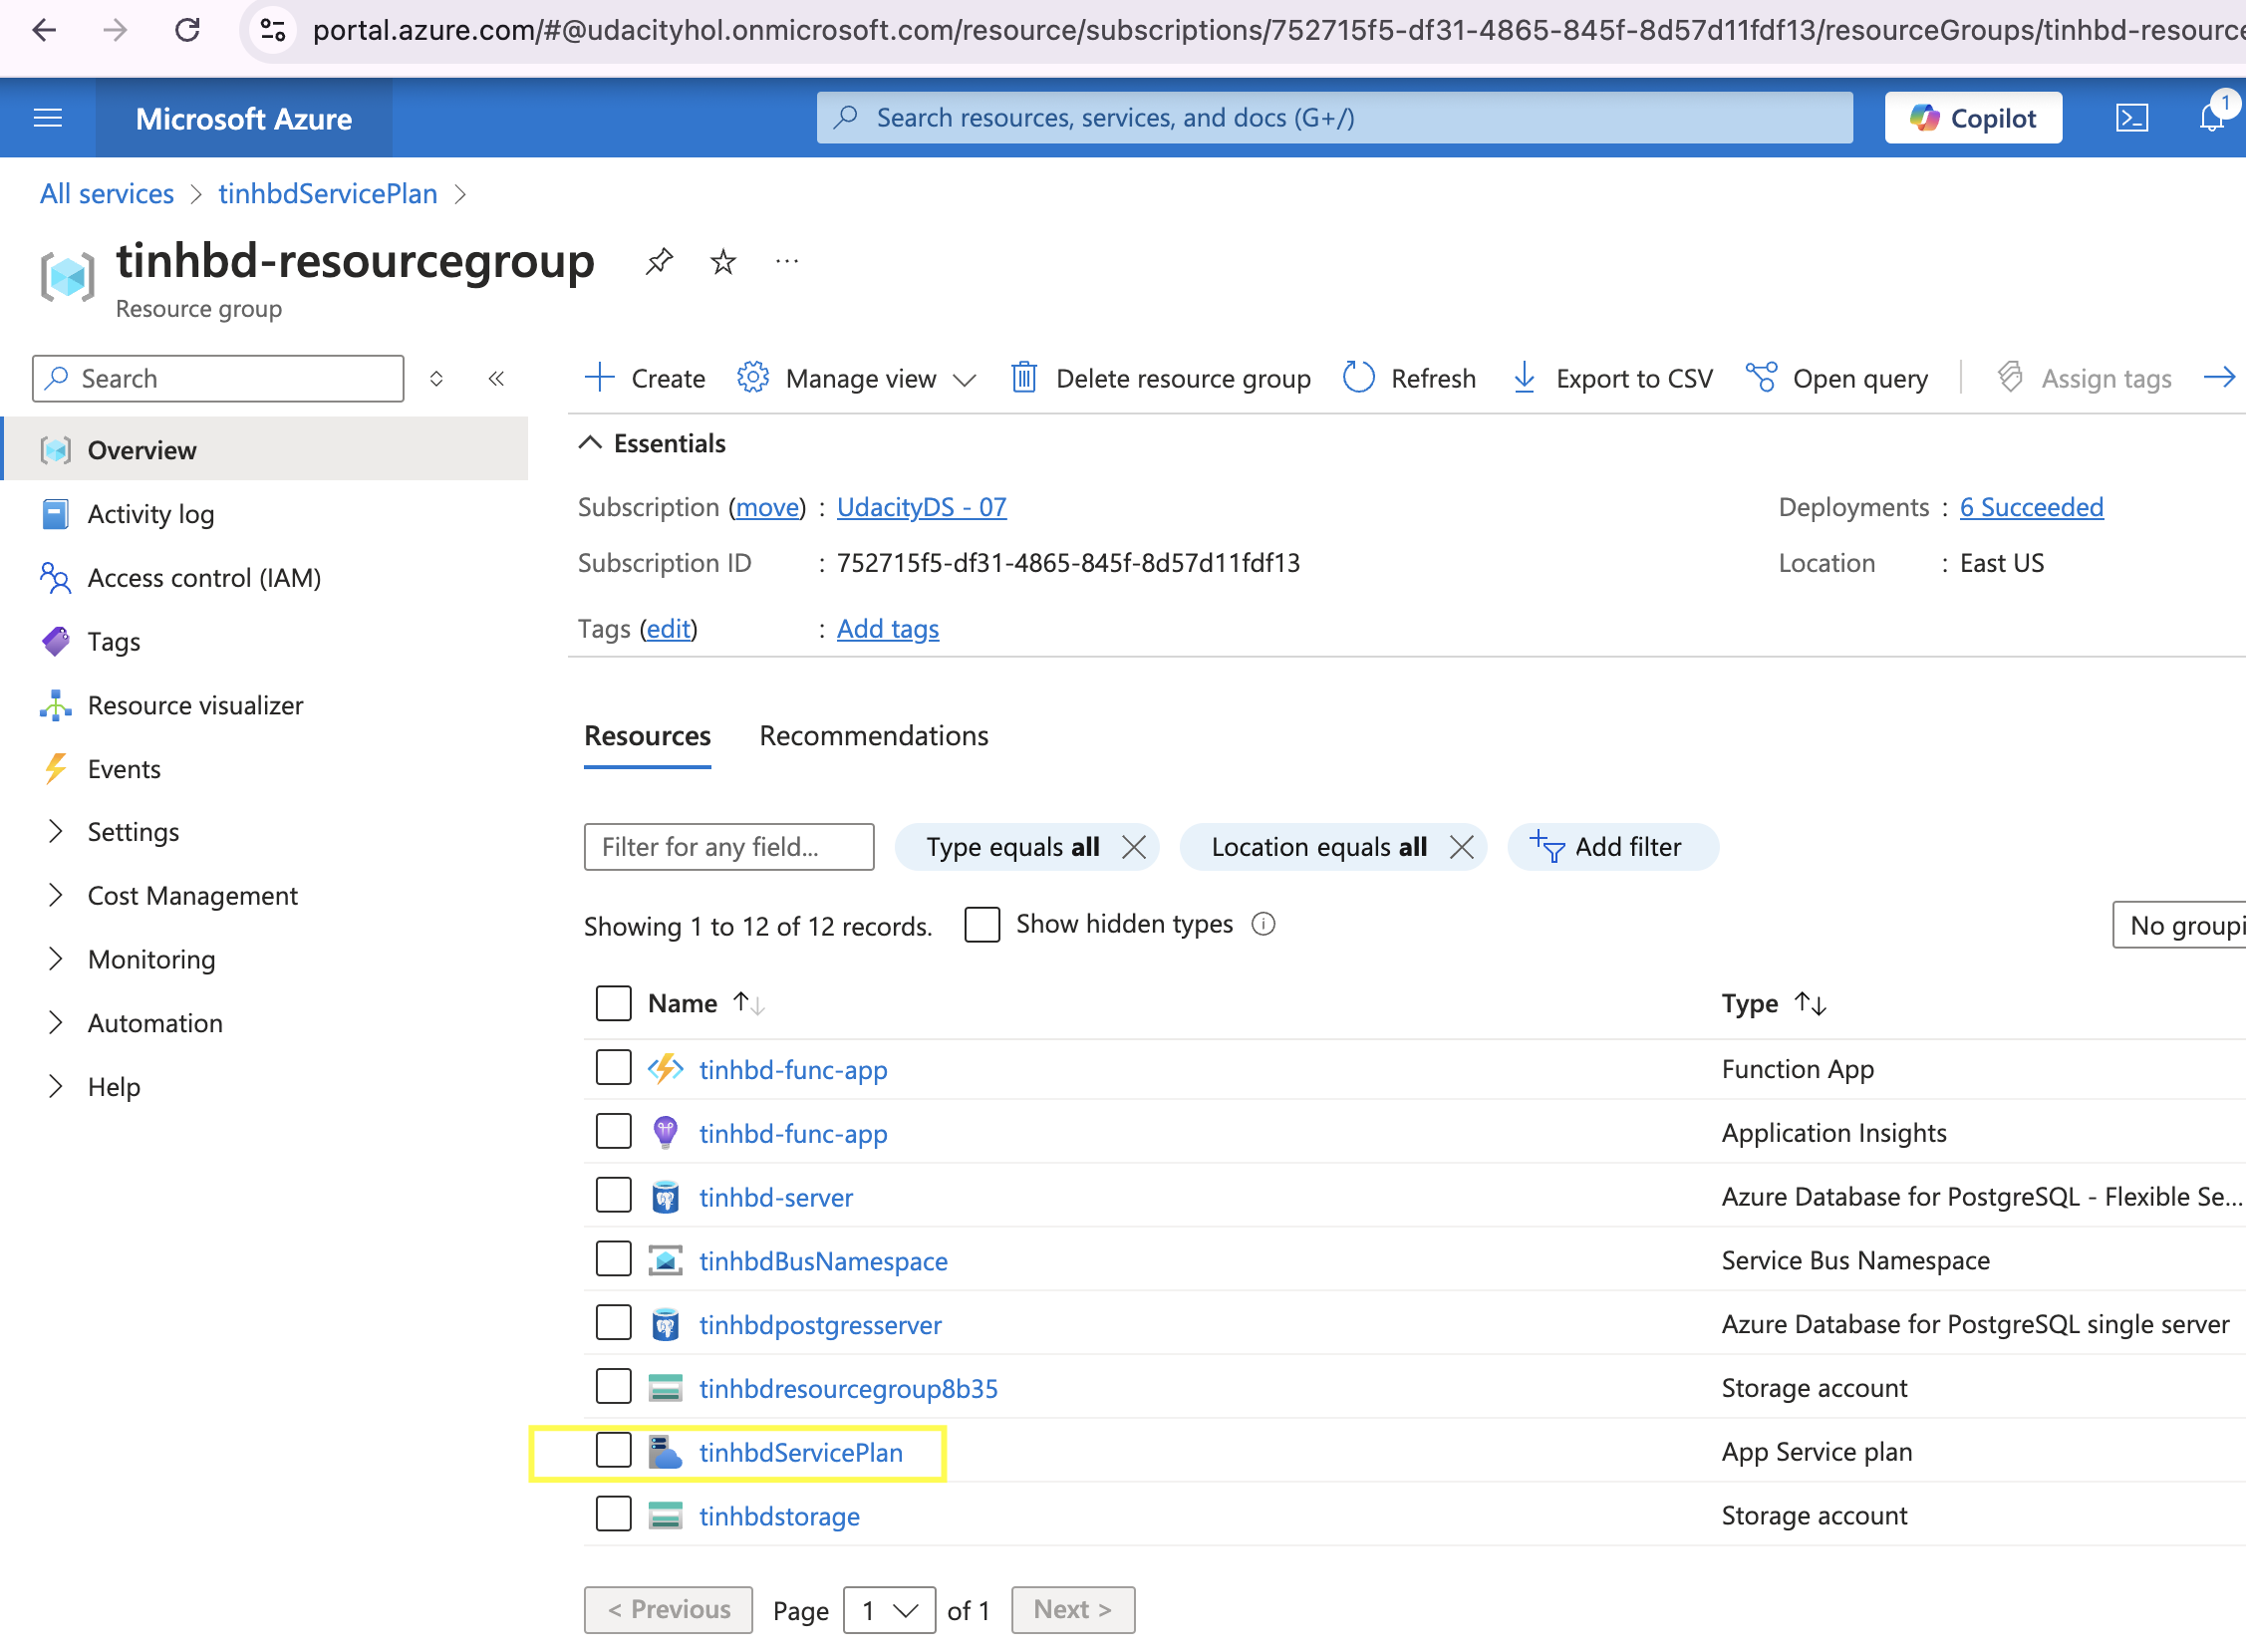 portal.azure.com/#@udacityhol.onmicrosoft.com/resource/subscriptions/752715f5-df31-4865-845f-8d57d11fdf13/resourceGroups/tinhbd-resource
Microsoft Azure
Search resources, services, and docs (G+/)
Copilot
1
All services > tinhbdServicePlan >
tinhbd-resourcegroup
Resource group
Search
Create
Manage view
Delete resource group
Refresh
Export to CSV
Open query
Assign tags
Overview
Activity log
Access control (IAM)
Tags
Resource visualizer
Events
Settings
Cost Management
Monitoring
Automation
Help
Essentials
Subscription (move) : UdacityDS - 07
Subscription ID : 752715f5-df31-4865-845f-8d57d11fdf13
Tags (edit) : Add tags
Deployments : 6 Succeeded
Location : East US
Resources
Recommendations
Filter for any field...
Type equals all
Location equals all
Add filter
Showing 1 to 12 of 12 records.
Show hidden types
No groupi
Name
Type
tinhbd-func-app
Function App
tinhbd-func-app
Application Insights
tinhbd-server
Azure Database for PostgreSQL - Flexible Se...
tinhbdBusNamespace
Service Bus Namespace
tinhbdpostgresserver
Azure Database for PostgreSQL single server
tinhbdresourcegroup8b35
Storage account
tinhbdServicePlan
App Service plan
tinhbdstorage
Storage account
< Previous
Page 1 of 1
Next >